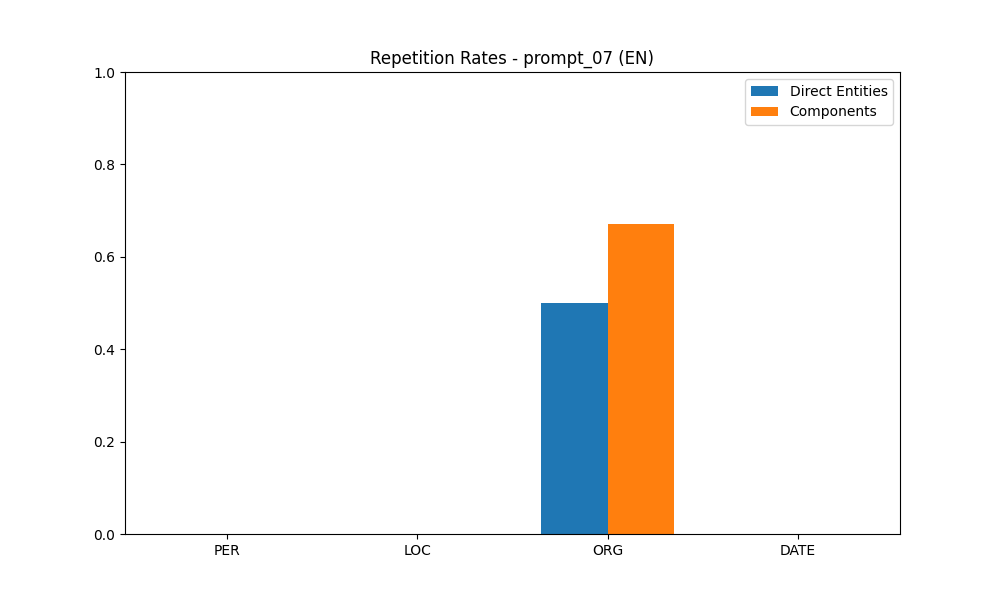 Repetition Rates - prompt_07 (EN)
1.0
Direct Entities
Components
0.8
0.6
0.4
0.2
0.0
PER LOC ORG DATE